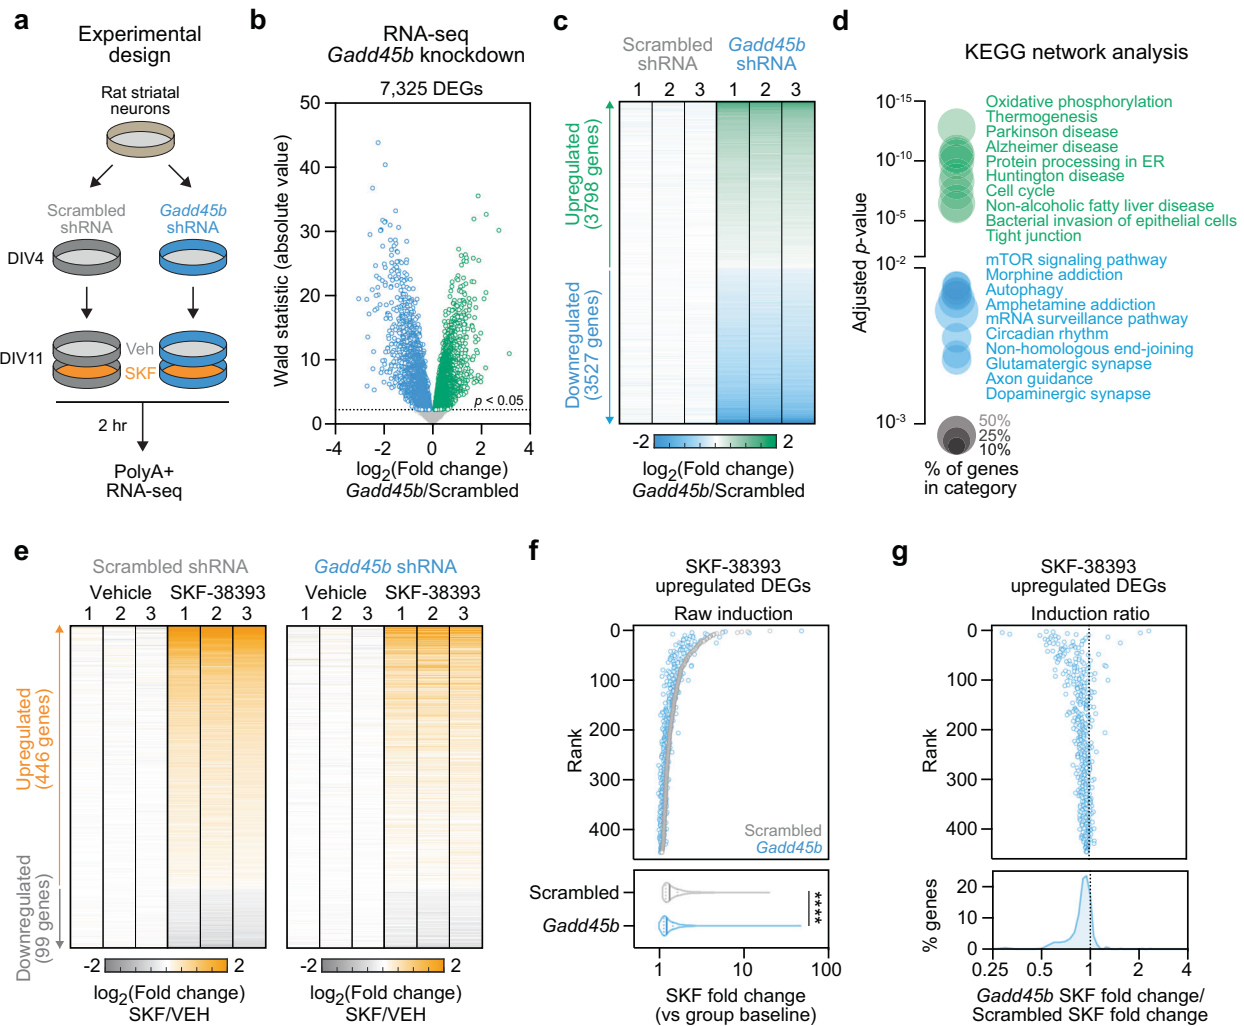 a
Experimental
design
Rat striatal
neurons
Scrambled
shRNA
Gadd45b
shRNA
DIV4
DIV11
Veh
SKF
2 hr
PolyA+
RNA-seq
b
RNA-seq
Gadd45b knockdown
7,325 DEGs
Wald statistic (absolute value)
50
40
30
20
10
0
p < 0.05
-4
-2
0
2
4
log2(Fold change)
Gadd45b/Scrambled
c
Scrambled
shRNA
Gadd45b
shRNA
1 2 3 1 2 3
Upregulated
(3798 genes)
Downregulated
(3527 genes)
-2
2
log2(Fold change)
Gadd45b/Scrambled
d
KEGG network analysis
Adjusted p-value
10-15
10-10
10-5
10-2
10-3
Oxidative phosphorylation
Thermogenesis
Parkinson disease
Alzheimer disease
Protein processing in ER
Huntington disease
Cell cycle
Non-alcoholic fatty liver disease
Bacterial invasion of epithelial cells
Tight junction
mTOR signaling pathway
Morphine addiction
Autophagy
Amphetamine addiction
mRNA surveillance pathway
Circadian rhythm
Non-homologous end-joining
Glutamatergic synapse
Axon guidance
Dopaminergic synapse
50%
25%
10%
% of genes
in category
e
Scrambled shRNA
Vehicle SKF-38393
1 2 3 1 2 3
Gadd45b shRNA
Vehicle SKF-38393
1 2 3 1 2 3
Upregulated
(446 genes)
Downregulated
(99 genes)
-2
2
log2(Fold change)
SKF/VEH
-2
2
log2(Fold change)
SKF/VEH
f
SKF-38393
upregulated DEGs
Raw induction
Rank
0
100
200
300
400
Scrambled
Gadd45b
Scrambled
Gadd45b
****
1
10
100
SKF fold change
(vs group baseline)
g
SKF-38393
upregulated DEGs
Induction ratio
Rank
0
100
200
300
400
% genes
20
10
0
0.25
0.5
1
2
4
Gadd45b SKF fold change/
Scrambled SKF fold change